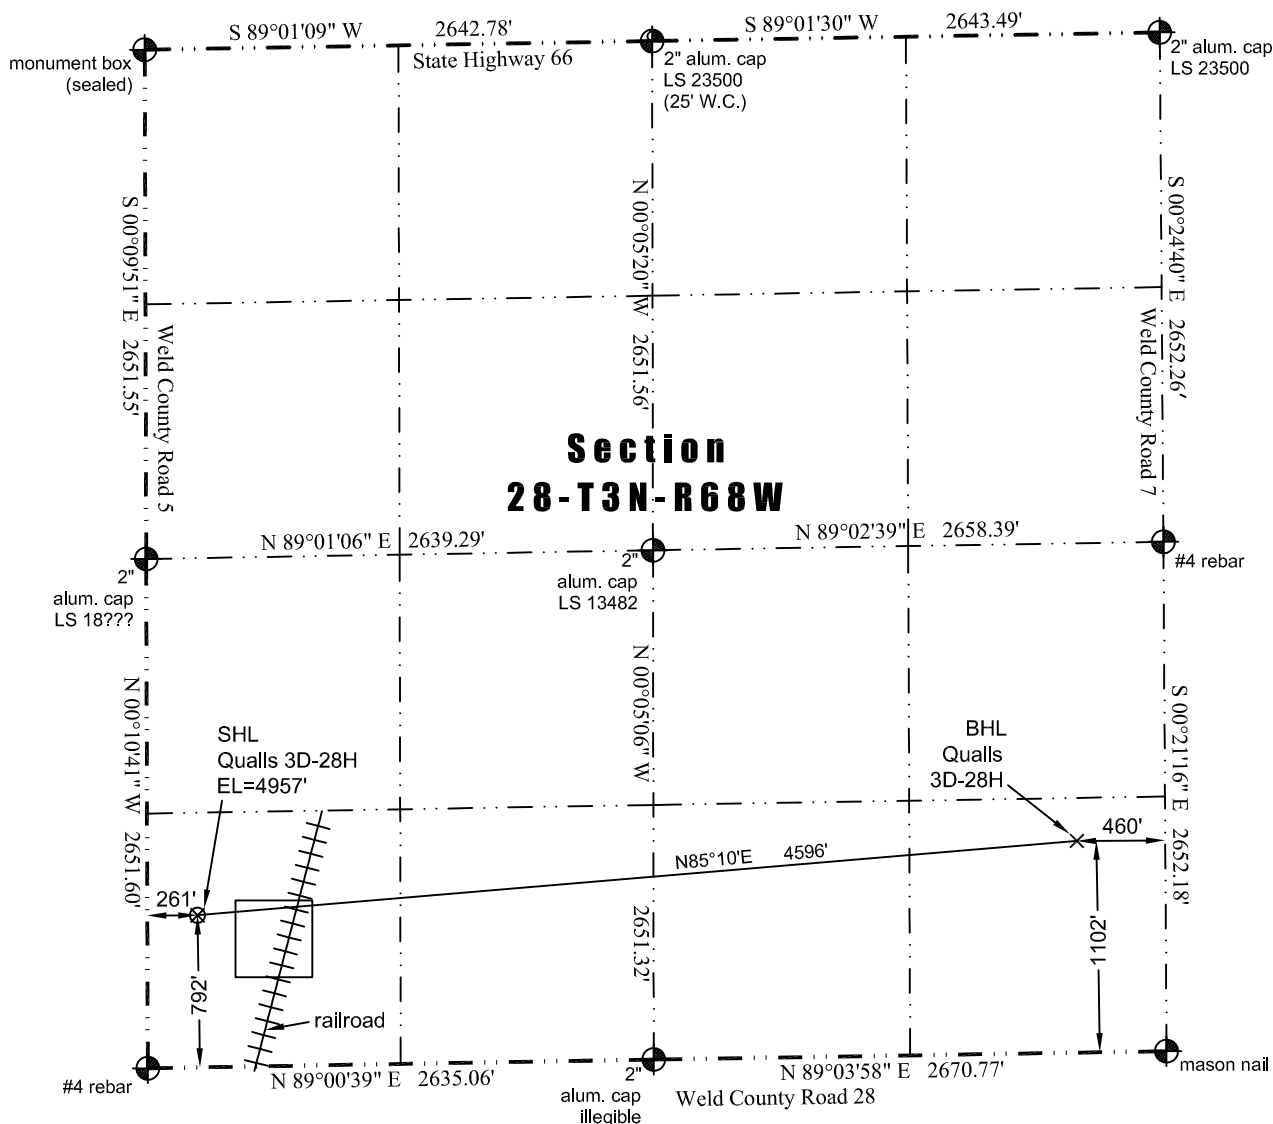 S 89°01'09" W 2642.78'
S 89°01'30" W 2643.49'
State Highway 66
monument box
(sealed)
2" alum. cap
LS 23500
(25' W.C.)
2" alum. cap
LS 23500
S 00°09'51" E 2651.55'
Weld County Road 5
N 00°05'20" W 2651.56'
S 00°24'40" E 2652.26'
Weld County Road 7
Section
28-T3N-R68W
N 89°01'06" E 2639.29'
N 89°02'39" E 2658.39'
2"
alum. cap
LS 18???
2"
alum. cap
LS 13482
#4 rebar
N 00°10'41" W 2651.60'
SHL
Qualls 3D-28H
EL=4957'
N 00°05'06" W 2651.32'
BHL
Qualls
3D-28H
S 00°21'16" E 2652.18'
460'
N85°10'E 4596'
261'
792'
1102'
railroad
#4 rebar
N 89°00'39" E 2635.06'
2"
alum. cap
illegible
N 89°03'58" E 2670.77'
Weld County Road 28
mason nail